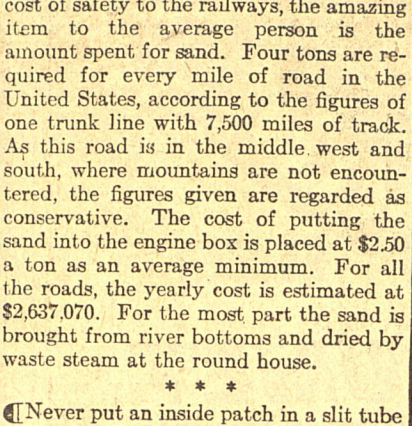 cost of safety to the railways, the amazing
item to the average person is the
amount spent for sand. Four tons are re-
quired for every mile of road in the
United States, according to the figures of
one trunk line with 7,500 miles of track.
As this road is in the middle west and
south, where mountains are not encoun-
tered, the figures given are regarded as
conservative. The cost of putting the
sand into the engine box is placed at $2.50
a ton as an average minimum. For all
the roads, the yearly cost is estimated at
$2,637,070. For the most part the sand is
brought from river bottoms and dried by
waste steam at the round house.
* * *
¶Never put an inside patch in a slit tube